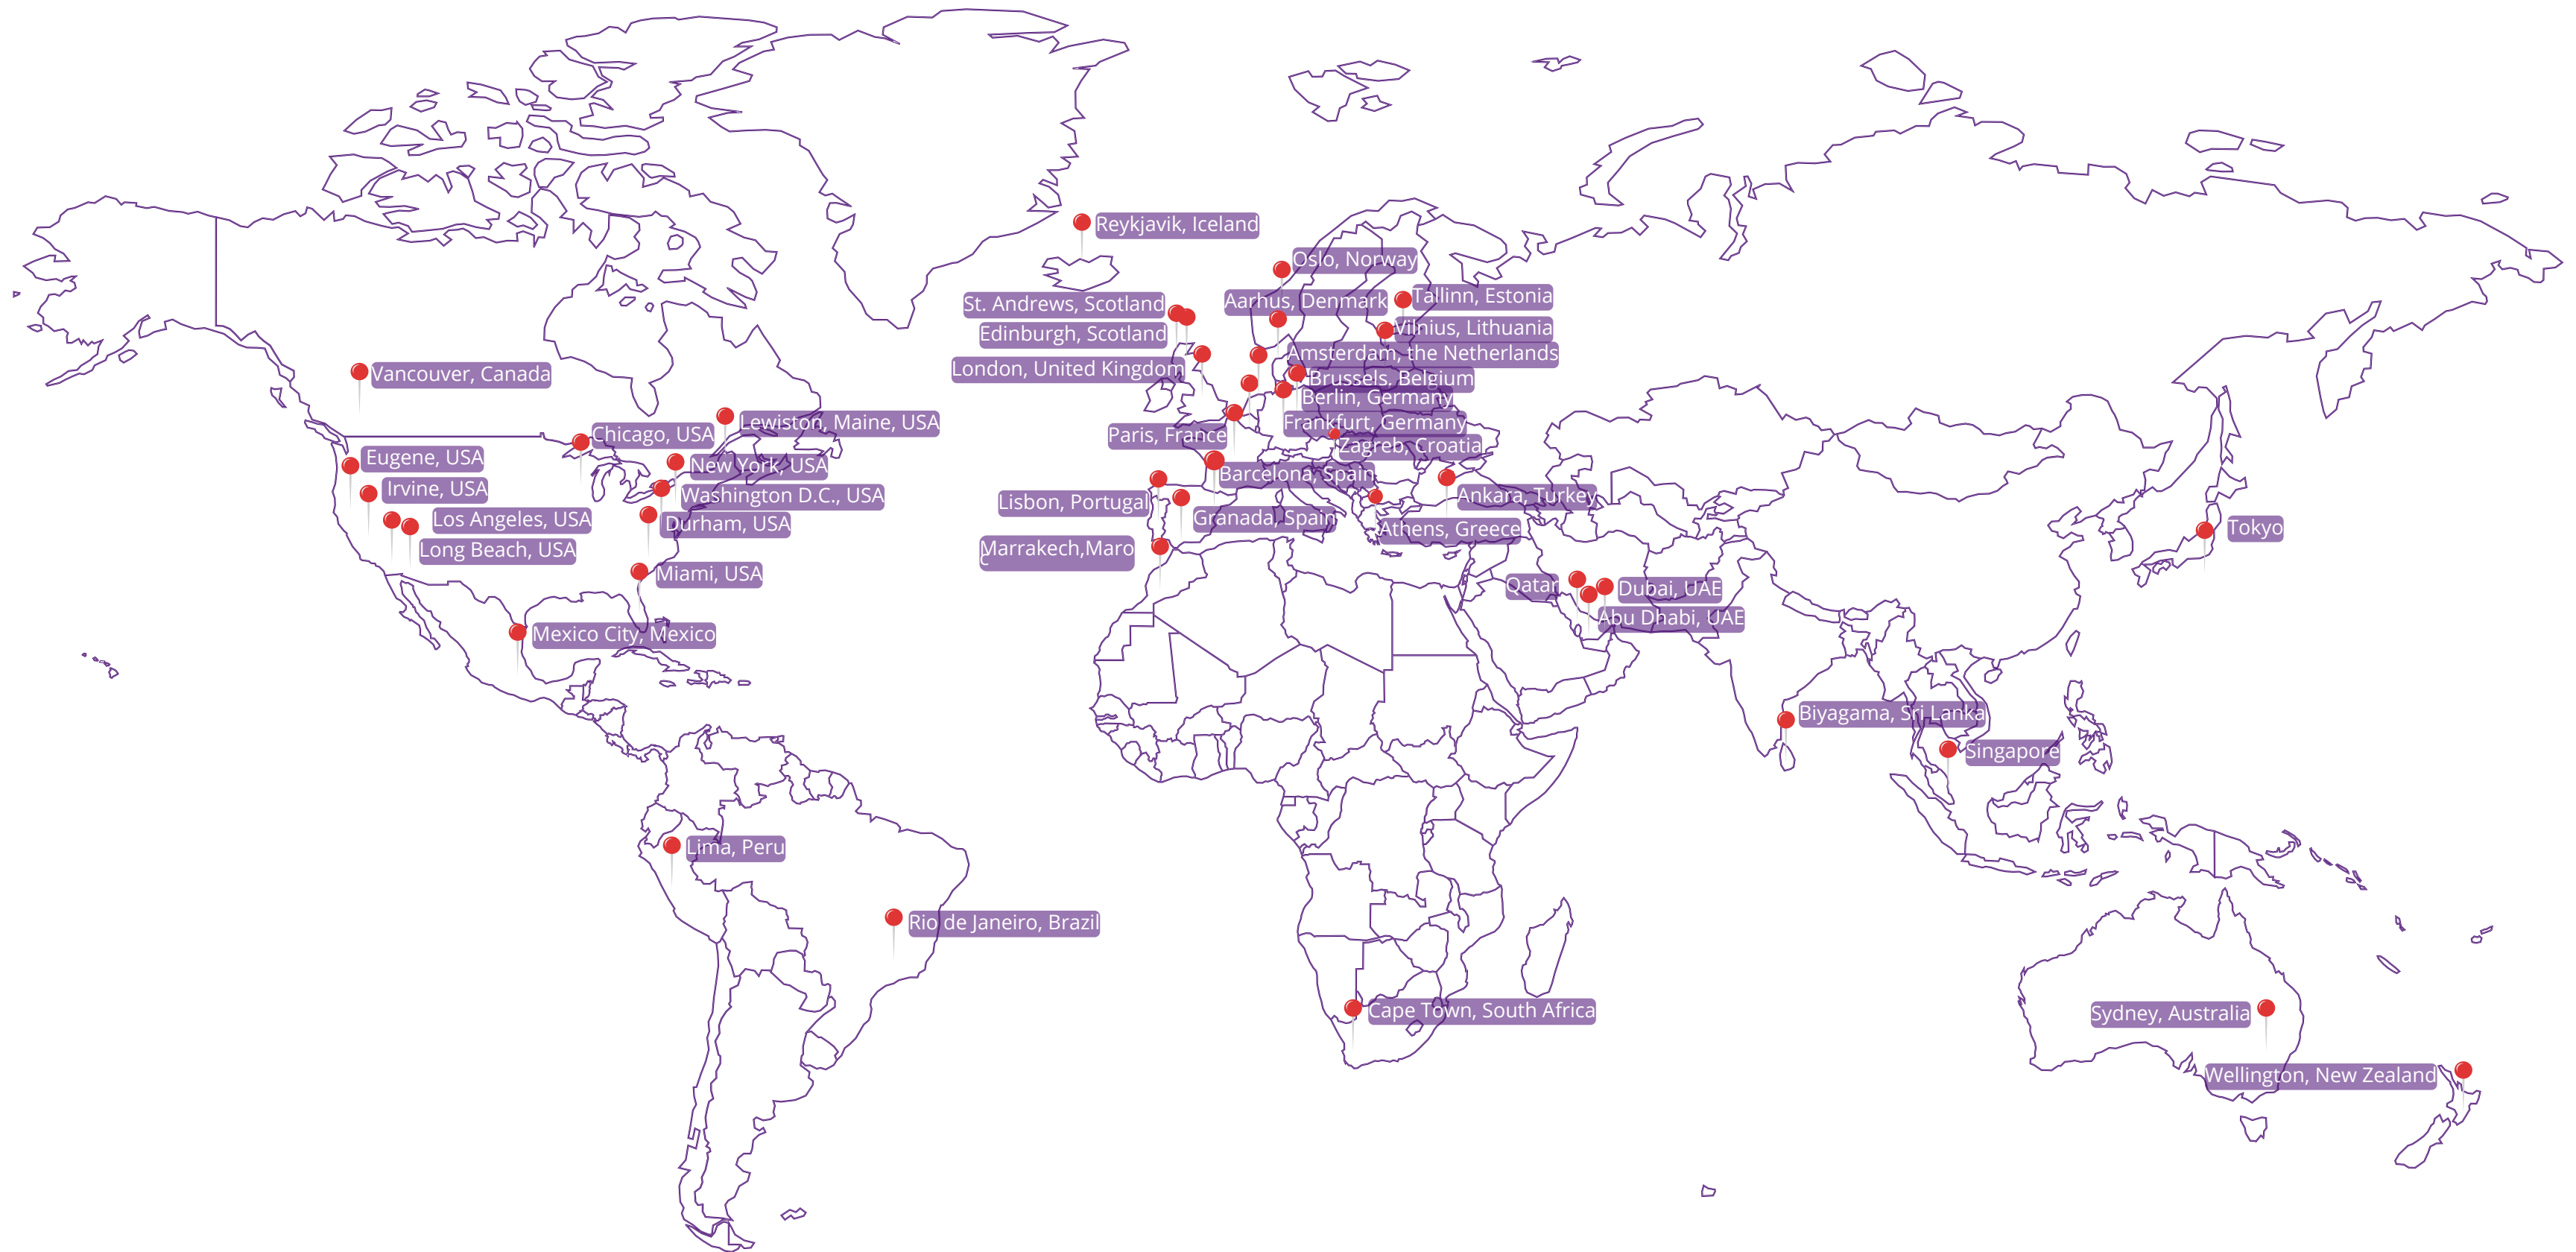 Reykjavik, Iceland
Oslo, Norway
St. Andrews, Scotland
Aarhus, Denmark
Tallinn, Estonia
Edinburgh, Scotland
Vilnius, Lithuania
London, United Kingdom
Amsterdam, the Netherlands
Vancouver, Canada
Brussels, Belgium
Berlin, Germany
Lewiston, Maine, USA
Frankfurt, Germany
Chicago, USA
Paris, France
Zagreb, Croatia
Eugene, USA
New York, USA
Barcelona, Spain
Irvine, USA
Washington D.C., USA
Lisbon, Portugal
Ankara, Turkey
Los Angeles, USA
Durham, USA
Granada, Spain
Athens, Greece
Tokyo
Long Beach, USA
Marrakech,Maro
c
Miami, USA
Qatar
Dubai, UAE
Abu Dhabi, UAE
Mexico City, Mexico
Biyagama, Sri Lanka
Singapore
Lima, Peru
Rio de Janeiro, Brazil
Cape Town, South Africa
Sydney, Australia
Wellington, New Zealand